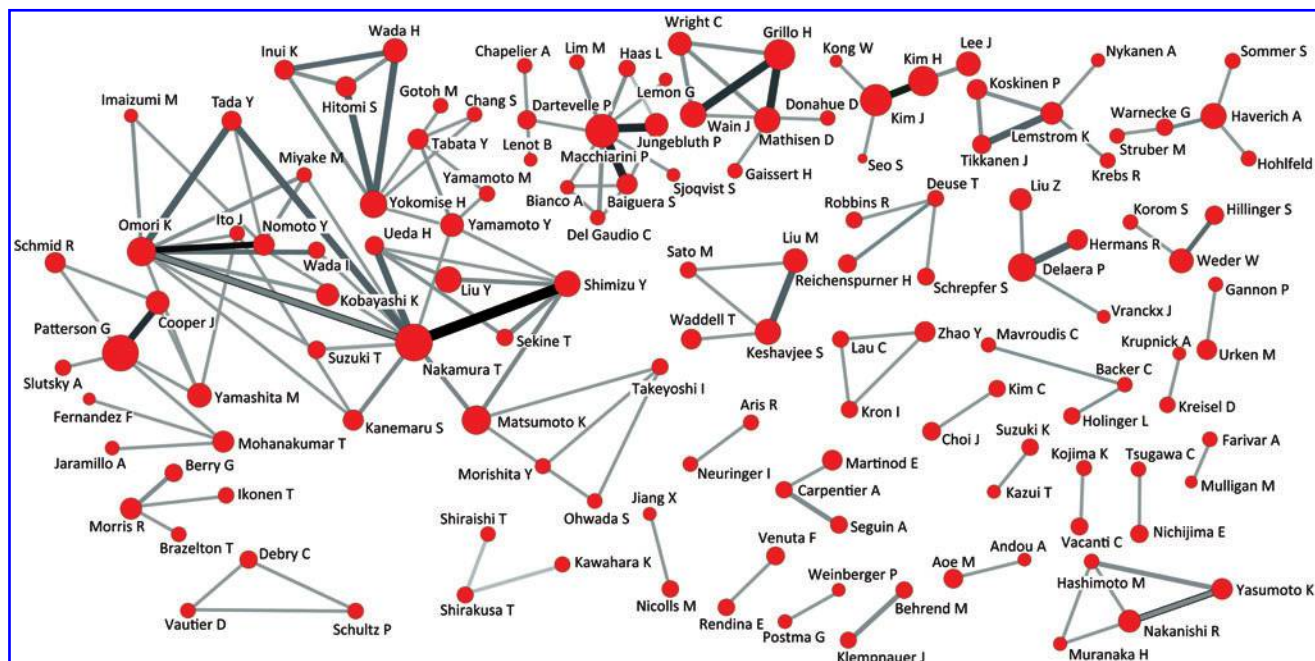 Wright C
Grillo H
Wada H
Inui K
Chapelier A
Lim M
Haas L
Kong W
Kim H
Lee J
Nykanen A
Sommer S
Koskinen P
Imaizumi M
Tada Y
Hitomi S
Gotoh M
Chang S
Dartevelle P
Lemon G
Donahue D
Kim J
Warnecke G
Haverich A
Wain J
Mathisen D
Lemstrom K
Struber M
Tabata Y
Lenot B
Macchiarini P
Jungebluth P
Tikkanen J
Miyake M
Seo S
Krebs R
Hohlfeld
Gaissert H
Yamamoto M
Sjoqvist S
Bianco A
Baiguera S
Deuse T
Liu Z
Yokomise H
Yamamoto Y
Robbins R
Korom S
Hillinger S
Ito J
Omori K
Nomoto Y
Ueda H
Del Gaudio C
Schmid R
Sato M
Liu M
Hermans R
Wada I
Reichenspurner H
Delaera P
Weder W
Liu Y
Shimizu Y
Schrepfer S
Kobayashi K
Gannon P
Cooper J
Vranckx J
Patterson G
Waddell T
Sekine T
Keshavjee S
Lau C
Zhao Y
Mavroudis C
Krupnick A
Suzuki T
Nakamura T
Urken M
Slutsky A
Takeyoshi I
Backer C
Yamashita M
Kim C
Fernandez F
Kron I
Holinger L
Kreisel D
Aris R
Kanemaru S
Matsumoto K
Choi J
Suzuki K
Mohanakumar T
Farivar A
Jaramillo A
Martinod E
Kojima K
Tsugawa C
Berry G
Morishita Y
Neuringer I
Carpentier A
Kazui T
Mulligan M
Ikonen T
Jiang X
Morris R
Ohwada S
Seguin A
Shiraishi T
Vacanti C
Nichijima E
Brazelton T
Venuta F
Andou A
Debry C
Kawahara K
Aoe M
Weinberger P
Hashimoto M
Yasumoto K
Shirakusa T
Nicolls M
Behrend M
Vautier D
Schultz P
Rendina E
Postma G
Nakanishi R
Klempnauer J
Muranaka H